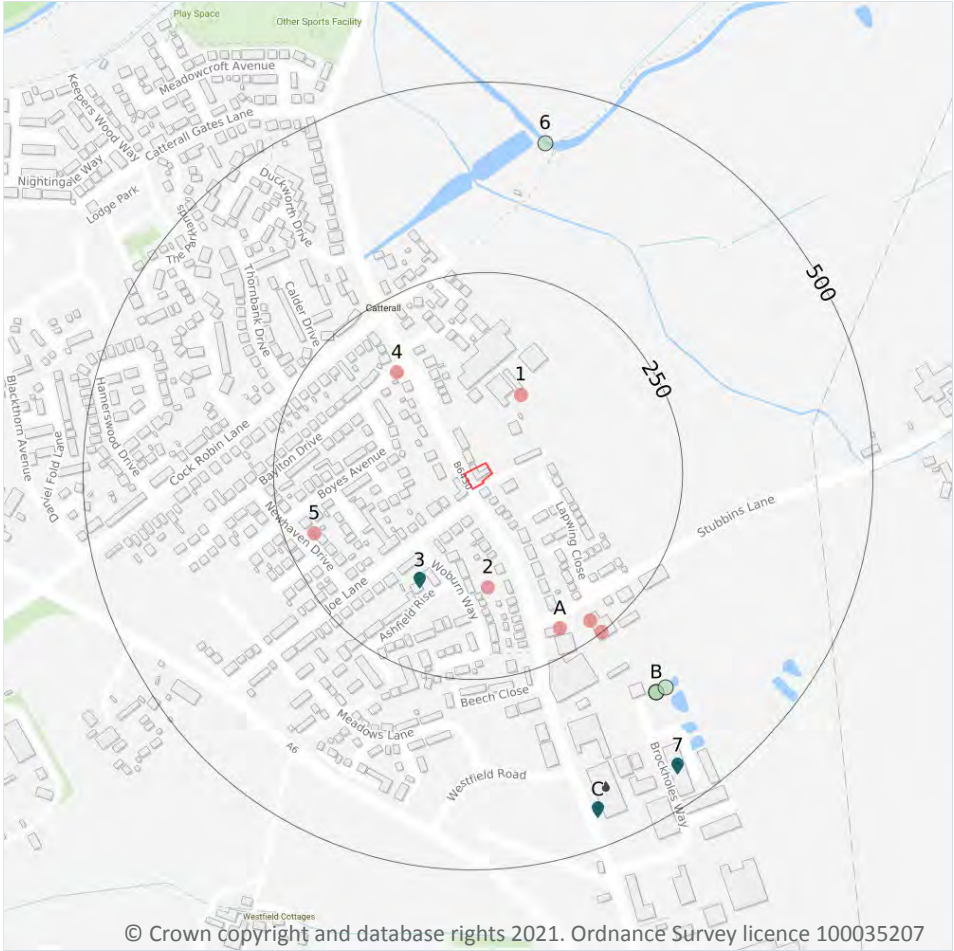 Play Space
Other Sports Facility
Meadowcroft Avenue
Keepers Wood Way
Catterall Gates Lane
6
Nightingale Way
Lodge Park
Duckworth Drive
The
Thornbank Drive
Calder Drive
500
Catterall
4
1
250
Blackthorn Avenue
Hamerswood Drive
Daniel Fold Lane
Cock Robin Lane
Baylton Drive
Boyes Avenue
B6430
5
Newhaven Drive
Lapwing Close
Stubbins Lane
3
2
Woburn Way
Joe Lane
Ashfield Rise
A
B
Beech Close
Meadows Lane
A6
7
Westfield Road
Brockholes Way
C
Westfield Cottages
© Crown copyright and database rights 2021. Ordnance Survey licence 100035207